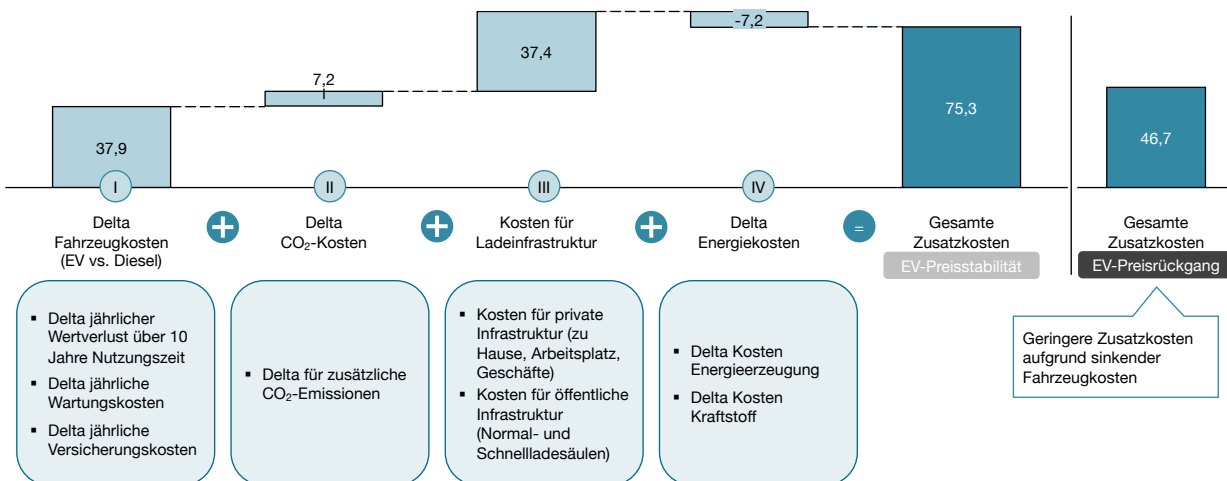 37,9
7,2
37,4
-7,2
75,3
46,7
I
II
III
IV
Delta
Fahrzeugkosten
(EV vs. Diesel)
+
Delta
CO₂-Kosten
+
Kosten für
Ladeinfrastruktur
+
Delta
Energiekosten
=
Gesamte
Zusatzkosten
EV-Preisstabilität
Gesamte
Zusatzkosten
EV-Preisrückgang
▪ Delta jährlicher
Wertverlust über 10
Jahre Nutzungszeit
▪ Delta jährliche
Wartungskosten
▪ Delta jährliche
Versicherungskosten
▪ Delta für zusätzliche
CO₂-Emissionen
▪ Kosten für private
Infrastruktur (zu
Hause, Arbeitsplatz,
Geschäfte)
▪ Kosten für öffentliche
Infrastruktur
(Normal- und
Schnellladesäulen)
▪ Delta Kosten
Energieerzeugung
▪ Delta Kosten
Kraftstoff
Geringere Zusatzkosten
aufgrund sinkender
Fahrzeugkosten